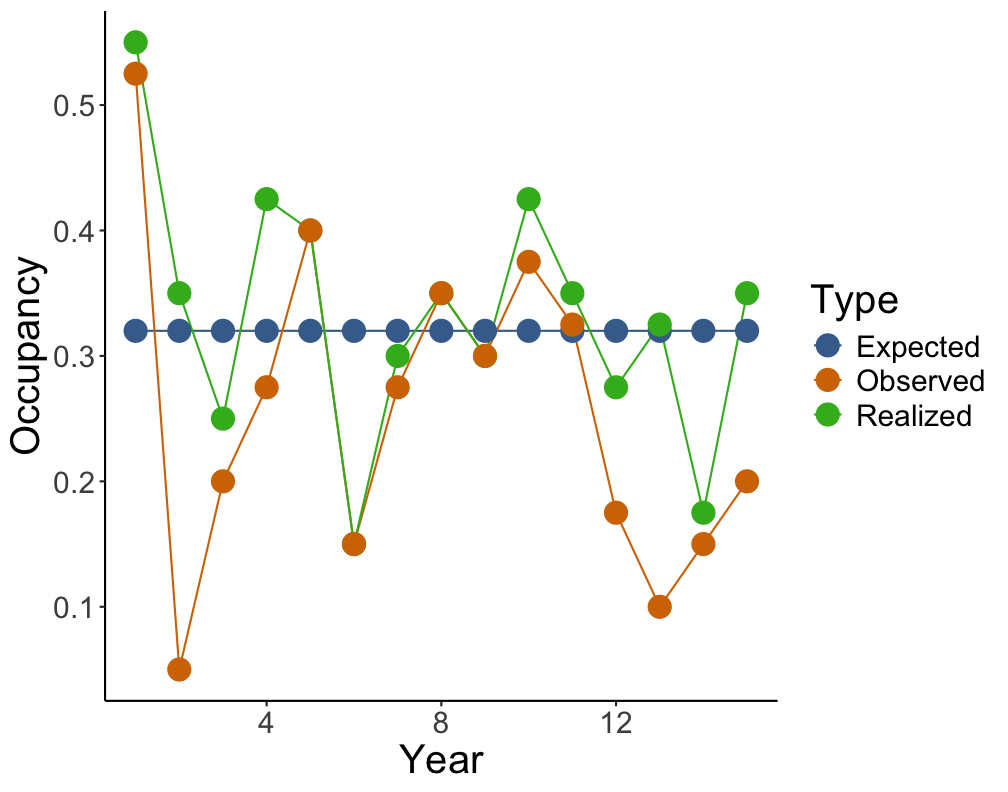 Occupancy
0.5
0.4
0.3
0.2
0.1
4 8 12
Year
Type
Expected
Observed
Realized